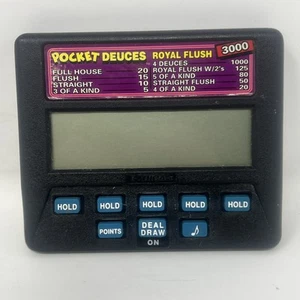 POCKET DEUCES ROYAL FLUSH 3000
4 DEUCES 1000
FULL HOUSE 20 ROYAL FLUSH W/2's 125
FLUSH 15 5 OF A KIND 80
STRAIGHT 10 STRAIGHT FLUSH 50
3 OF A KIND 5 4 OF A KIND 20
HOLD HOLD HOLD HOLD HOLD
POINTS DEAL DRAW
ON